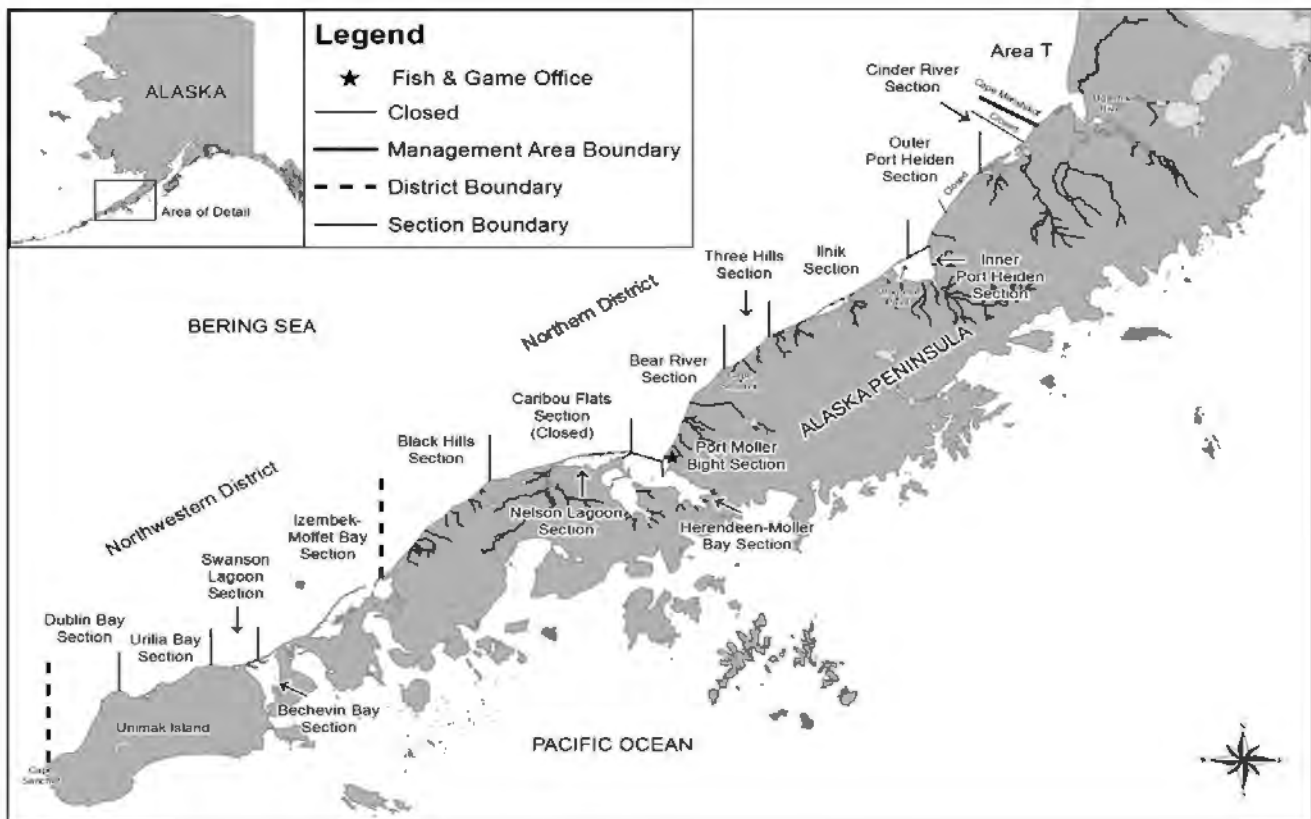 ALASKA
Area of Detail
Legend
Fish & Game Office
Closed
Management Area Boundary
District Boundary
Section Boundary
Area T
Cinder River
Section
Cape Menshikof
Closed
Outer
Port Heiden
Section
Closed
Inner
Port Heiden
Section
Ilnik
Section
Three Hills
Section
Northern District
BERING SEA
Bear River
Section
ALASKA PENINSULA
Caribou Flats
Section
(Closed)
Port Moller
Bight Section
Black Hills
Section
Nelson Lagoon
Section
Herendeen-Moller
Bay Section
Northwestern District
Izembek-
Moffet Bay
Section
Swanson
Lagoon
Section
Dublin Bay
Section
Urilia Bay
Section
Bechevin Bay
Section
Unimak Island
PACIFIC OCEAN